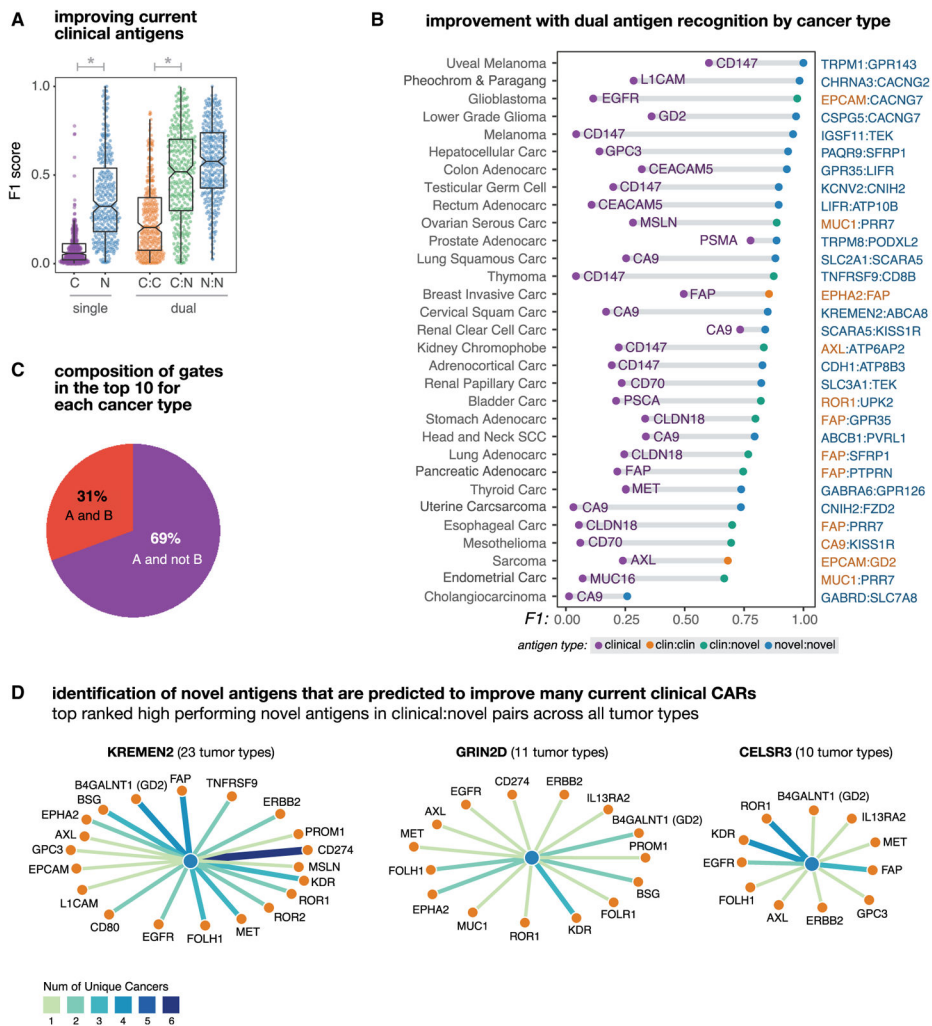 A improving current
clinical antigens
F1 score
1.0
0.5
0.0
*
*
C N C:C C:N N:N
single dual
B improvement with dual antigen recognition by cancer type
Uveal Melanoma CD147 TRPM1:GPR143
Pheochrom & Paragang L1CAM CHRNA3:CACNG2
Glioblastoma EGFR EPCAM:CACNG7
Lower Grade Glioma GD2 CSPG5:CACNG7
Melanoma CD147 IGSF11:TEK
Hepatocellular Carc GPC3 PAQR9:SFRP1
Colon Adenocarc CEACAM5 GPR35:LIFR
Testicular Germ Cell CD147 KCNV2:CNIH2
Rectum Adenocarc CEACAM5 LIFR:ATP10B
Ovarian Serous Carc MSLN MUC1:PRR7
Prostate Adenocarc PSMA TRPM8:PODXL2
Lung Squamous Carc CA9 SLC2A1:SCARA5
Thymoma CD147 TNFRSF9:CD8B
Breast Invasive Carc FAP EPHA2:FAP
Cervical Squam Carc CA9 KREMEN2:ABCA8
Renal Clear Cell Carc CA9 SCARA5:KISS1R
Kidney Chromophobe CD147 AXL:ATP6AP2
Adrenocortical Carc CD147 CDH1:ATP8B3
Renal Papillary Carc CD70 SLC3A1:TEK
Bladder Carc PSCA ROR1:UPK2
Stomach Adenocarc CLDN18 FAP:GPR35
Head and Neck SCC CA9 ABCB1:PVRL1
Lung Adenocarc CLDN18 FAP:SFRP1
Pancreatic Adenocarc FAP FAP:PTPRN
Thyroid Carc MET GABRA6:GPR126
Uterine Carcsarcoma CA9 CNIH2:FZD2
Esophageal Carc CLDN18 FAP:PRR7
Mesothelioma CD70 CA9:KISS1R
Sarcoma AXL EPCAM:GD2
Endometrial Carc MUC16 MUC1:PRR7
Cholangiocarcinoma CA9 GABRD:SLC7A8
F1: 0.00 0.25 0.50 0.75 1.00
antigen type: clinical clin:clin clin:novel novel:novel
C composition of gates
in the top 10 for
each cancer type
31%
A and B
69%
A and not B
D identification of novel antigens that are predicted to improve many current clinical CARs
top ranked high performing novel antigens in clinical:novel pairs across all tumor types
KREMEN2 (23 tumor types)
B4GALNT1 (GD2)
FAP
TNFRSF9
BSG
ERBB2
EPHA2
AXL
PROM1
GPC3
CD274
EPCAM
MSLN
KDR
L1CAM
ROR1
ROR2
CD80
EGFR
FOLH1
MET
GRIN2D (11 tumor types)
CD274
ERBB2
EGFR
IL13RA2
AXL
B4GALNT1 (GD2)
MET
PROM1
FOLH1
BSG
EPHA2
FOLR1
MUC1
ROR1
KDR
CELSR3 (10 tumor types)
B4GALNT1 (GD2)
ROR1
IL13RA2
KDR
MET
EGFR
FAP
FOLH1
GPC3
AXL
ERBB2
Num of Unique Cancers
1 2 3 4 5 6